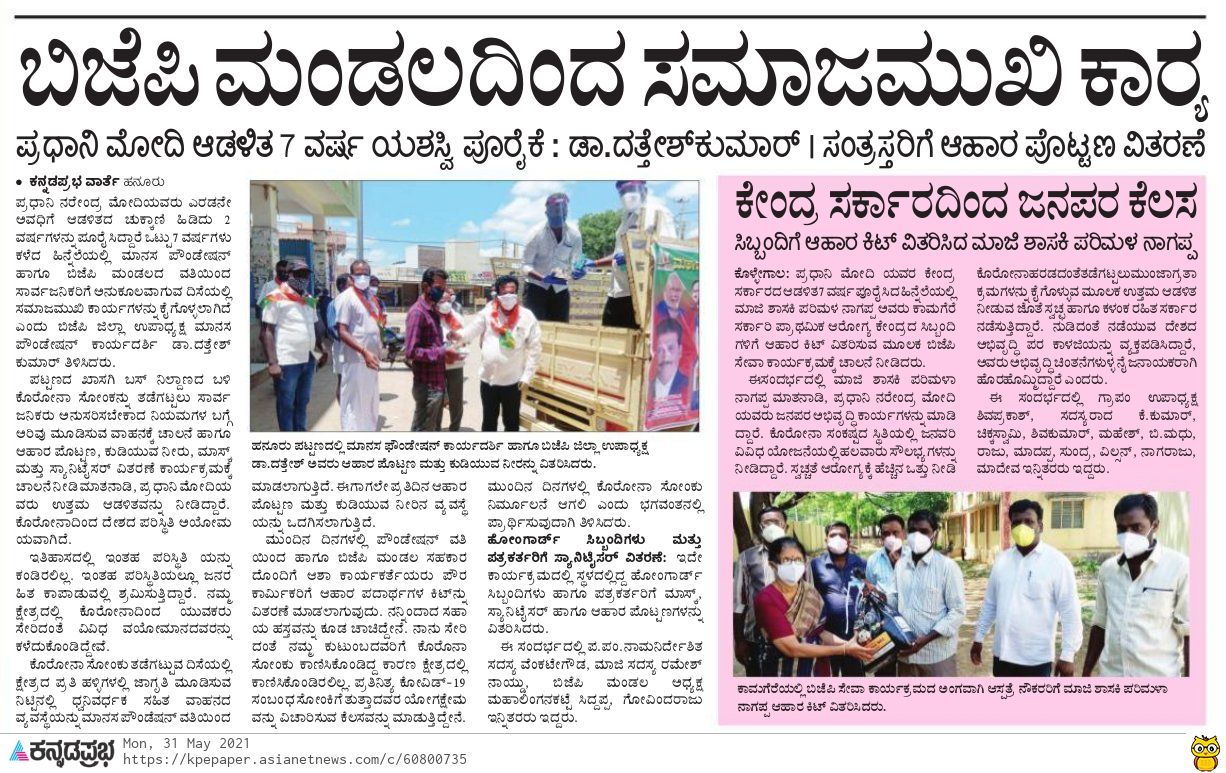 ಬಿಜೆಪಿ ಮಂಡಲದಿಂದ ಸಮಾಜಮುಖಿ ಕಾರ್‍ಯ
ಪ್ರಧಾನಿ ಮೋದಿ ಆಡಳಿತ 7 ವರ್ಷ ಯಶಸ್ವಿ ಪೂರೈಕೆ : ಡಾ.ದತ್ತೇಶ್‌ಕುಮಾರ್ | ಸಂತ್ರಸ್ತರಿಗೆ ಆಹಾರ ಪೊಟ್ಟಣ ವಿತರಣೆ
• ಕನ್ನಡಪ್ರಭ ವಾರ್ತೆ ಹನೂರು
ಪ್ರಧಾನಿ ನರೇಂದ್ರ ಮೋದಿಯವರು ಎರಡನೇ
ಅವಧಿಗೆ ಆಡಳಿತದ ಚುಕ್ಕಾಣಿ ಹಿಡಿದು 2
ವರ್ಷಗಳನ್ನು ಪೂರೈಸಿದ್ದಾರೆ ಒಟ್ಟು 7 ವರ್ಷಗಳು
ಕಳೆದ ಹಿನ್ನೆಲೆಯಲ್ಲಿ ಮಾನಸ ಪೌಂಡೇಷನ್
ಹಾಗೂ ಬಿಜೆಪಿ ಮಂಡಲದ ವತಿಯಿಂದ
ಸಾರ್ವಜನಿಕರಿಗೆ ಅನುಕೂಲವಾಗುವ ದಿಸೆಯಲ್ಲಿ
ಸಮಾಜಮುಖಿ ಕಾರ್ಯಗಳನ್ನು ಕೈಗೊಳ್ಳಲಾಗಿದೆ
ಎಂದು ಬಿಜೆಪಿ ಜಿಲ್ಲಾ ಉಪಾಧ್ಯಕ್ಷ ಮಾನಸ
ಪೌಂಡೇಷನ್ ಕಾರ್ಯದರ್ಶಿ ಡಾ.ದತ್ತೇಶ್
ಕುಮಾರ್ ತಿಳಿಸಿದರು.
ಪಟ್ಟಣದ ಖಾಸಗಿ ಬಸ್ ನಿಲ್ದಾಣದ ಬಳಿ
ಕೊರೋನಾ ಸೋಂಕನ್ನು ತಡೆಗಟ್ಟಲು ಸಾರ್ವ
ಜನಿಕರು ಅನುಸರಿಸಬೇಕಾದ ನಿಯಮಗಳ ಬಗ್ಗೆ
ಅರಿವು ಮೂಡಿಸುವ ವಾಹನಕ್ಕೆ ಚಾಲನೆ ಹಾಗೂ
ಆಹಾರ ಪೊಟ್ಟಣ, ಕುಡಿಯುವ ನೀರು, ಮಾಸ್ಕ್
ಮತ್ತು ಸ್ಯಾನಿಟೈಸರ್ ವಿತರಣೆ ಕಾರ್ಯಕ್ರಮಕ್ಕೆ
ಚಾಲನೆ ನೀಡಿ ಮಾತನಾಡಿ, ಪ್ರಧಾನಿ ಮೋದಿಯ
ವರು ಉತ್ತಮ ಆಡಳಿತವನ್ನು ನೀಡಿದ್ದಾರೆ.
ಕೊರೋನಾದಿಂದ ದೇಶದ ಪರಿಸ್ಥಿತಿ ಆಯೋಮ
ಯವಾಗಿದೆ.
ಇತಿಹಾಸದಲ್ಲಿ ಇಂತಹ ಪರಿಸ್ಥಿತಿ ಯನ್ನು
ಕಂಡಿರಲಿಲ್ಲ. ಇಂತಹ ಪರಿಸ್ಥಿತಿಯಲ್ಲೂ ಜನರ
ಹಿತ ಕಾಪಾಡುವಲ್ಲಿ ಶ್ರಮಿಸುತ್ತಿದ್ದಾರೆ. ನಮ್ಮ
ಕ್ಷೇತ್ರದಲ್ಲಿ ಕೊರೋನಾದಿಂದ ಯುವಕರು
ಸೇರಿದಂತೆ ವಿವಿಧ ವಯೋಮಾನದವರನ್ನು
ಕಳೆದುಕೊಂಡಿದ್ದೇವೆ.
ಕೊರೋನಾ ಸೋಂಕು ತಡೆಗಟ್ಟುವ ದಿಸೆಯಲ್ಲಿ
ಕ್ಷೇತ್ರದ ಪ್ರತಿ ಹಳ್ಳಿಗಳಲ್ಲಿ ಜಾಗೃತಿ ಮೂಡಿಸುವ
ನಿಟ್ಟಿನಲ್ಲಿ ಧ್ವನಿವರ್ಧಕ ಸಹಿತ ವಾಹನದ
ವ್ಯವಸ್ಥೆಯನ್ನು ಮಾನಸ ಪೌಂಡೆಷನ್ ವತಿಯಿಂದ
ಹನೂರು ಪಟ್ಟಣದಲ್ಲಿ ಮಾನಸ ಫೌಂಡೇಷನ್ ಕಾರ್ಯದರ್ಶಿ ಹಾಗೂ ಬಿಜೆಪಿ ಜಿಲ್ಲಾ ಉಪಾಧ್ಯಕ್ಷ
ಡಾ.ದತ್ತೇಶ್ ಅವರು ಆಹಾರ ಪೊಟ್ಟಣ ಮತ್ತು ಕುಡಿಯುವ ನೀರನ್ನು ವಿತರಿಸಿದರು.
ಮಾಡಲಾಗುತ್ತಿದೆ. ಈಗಾಗಲೇ ಪ್ರತಿದಿನ ಆಹಾರ
ಪೊಟ್ಟಣ ಮತ್ತು ಕುಡಿಯುವ ನೀರಿನ ವ್ಯವಸ್ಥೆ
ಯನ್ನು ಒದಗಿಸಲಾಗುತ್ತಿದೆ.
ಮುಂದಿನ ದಿನಗಳಲ್ಲಿ ಪೌಂಡೇಷನ್ ವತಿ
ಯಿಂದ ಹಾಗೂ ಬಿಜೆಪಿ ಮಂಡಲ ಸಹಕಾರ
ದೊಂದಿಗೆ ಆಶಾ ಕಾರ್ಯಕರ್ತೆಯರು ಪೌರ
ಕಾರ್ಮಿಕರಿಗೆ ಆಹಾರ ಪದಾರ್ಥಗಳ ಕಿಟ್‌ನ್ನು
ವಿತರಣೆ ಮಾಡಲಾಗುವುದು. ನನ್ನಿಂದಾದ ಸಹಾ
ಯ ಹಸ್ತವನ್ನು ಕೂಡ ಚಾಚಿದ್ದೇನೆ. ನಾನು ಸೇರಿ
ದಂತೆ ನಮ್ಮ ಕುಟುಂಬದವರಿಗೆ ಕೊರೊನಾ
ಸೋಂಕು ಕಾಣಿಸಿಕೊಂಡಿದ್ದ ಕಾರಣ ಕ್ಷೇತ್ರದಲ್ಲಿ
ಕಾಣಿಸಿಕೊಂಡಿರಲಿಲ್ಲ. ಪ್ರತಿನಿತ್ಯ ಕೋವಿಡ್-19
ಸಂಬಂಧ ಸೋಂಕಿಗೆ ತುತ್ತಾದವರ ಯೋಗಕ್ಷೇಮ
ವನ್ನು ವಿಚಾರಿಸುವ ಕೆಲಸವನ್ನು ಮಾಡುತ್ತಿದ್ದೇನೆ.
ಮುಂದಿನ ದಿನಗಳಲ್ಲಿ ಕೊರೋನಾ ಸೋಂಕು
ನಿರ್ಮೂಲನೆ ಆಗಲಿ ಎಂದು ಭಗವಂತನಲ್ಲಿ
ಪ್ರಾರ್ಥಿಸುವುದಾಗಿ ತಿಳಿಸಿದರು.
ಹೋಂಗಾರ್ಡ್ ಸಿಬ್ಬಂದಿಗಳು ಮತ್ತು
ಪತ್ರಕರ್ತರಿಗೆ ಸ್ಯಾನಿಟೈಸರ್ ವಿತರಣೆ: ಇದೇ
ಕಾರ್ಯಕ್ರಮದಲ್ಲಿ ಸ್ಥಳದಲ್ಲಿದ್ದ ಹೋಂಗಾರ್ಡ್
ಸಿಬ್ಬಂದಿಗಳು ಹಾಗೂ ಪತ್ರಕರ್ತರಿಗೆ ಮಾಸ್ಕ್,
ಸ್ಯಾನಿಟೈಸರ್ ಹಾಗೂ ಆಹಾರ ಪೊಟ್ಟಣಗಳನ್ನು
ವಿತರಿಸಿದರು.
ಈ ಸಂದರ್ಭದಲ್ಲಿ ಪ.ಪಂ.ನಾಮನಿರ್ದೇಶಿತ
ಸದಸ್ಯ ವೆಂಕಟೇಗೌಡ, ಮಾಜಿ ಸದಸ್ಯ ರಮೇಶ್
ನಾಯ್ಡು, ಬಿಜೆಪಿ ಮಂಡಲ ಅಧ್ಯಕ್ಷ
ಮಹಾಲಿಂಗನಕಟ್ಟೆ ಸಿದ್ದಪ್ಪ, ಗೋವಿಂದರಾಜು
ಇನ್ನಿತರರು ಇದ್ದರು.
ಕೇಂದ್ರ ಸರ್ಕಾರದಿಂದ ಜನಪರ ಕೆಲಸ
ಸಿಬ್ಬಂದಿಗೆ ಆಹಾರ ಕಿಟ್ ವಿತರಿಸಿದ ಮಾಜಿ ಶಾಸಕಿ ಪರಿಮಳ ನಾಗಪ್ಪ
ಕೊಳ್ಳೇಗಾಲ: ಪ್ರಧಾನಿ ಮೋದಿ ಯವರ ಕೇಂದ್ರ
ಸರ್ಕಾರದ ಆಡಳಿತ 7 ವರ್ಷ ಪೂರೈಸಿದ ಹಿನ್ನೆಲೆಯಲ್ಲಿ
ಮಾಜಿ ಶಾಸಕಿ ಪರಿಮಳ ನಾಗಪ್ಪ ಅವರು ಕಾಮಗೆರೆ
ಸರ್ಕಾರಿ ಪ್ರಾಥಮಿಕ ಆರೋಗ್ಯ ಕೇಂದ್ರದ ಸಿಬ್ಬಂದಿ
ಗಳಿಗೆ ಆಹಾರ ಕಿಟ್ ವಿತರಿಸುವ ಮೂಲಕ ಬಿಜೆಪಿ
ಸೇವಾ ಕಾರ್ಯಕ್ರಮಕ್ಕೆ ಚಾಲನೆ ನೀಡಿದರು.
ಈಸಂದರ್ಭದಲ್ಲಿ ಮಾಜಿ ಶಾಸಕಿ ಪರಿಮಳಾ
ನಾಗಪ್ಪ ಮಾತನಾಡಿ, ಪ್ರಧಾನಿ ನರೇಂದ್ರ ಮೋದಿ
ಯವರು ಜನಪರ ಅಭಿವೃದ್ಧಿ ಕಾರ್ಯಗಳನ್ನು ಮಾಡಿ
ದ್ದಾರೆ. ಕೊರೋನಾ ಸಂಕಷ್ಟದ ಸ್ಥಿತಿಯಲ್ಲಿ ಜನಪರಿ
ವಿವಿಧ ಯೋಜನೆಯಲ್ಲಿ ಹಲವಾರು ಸೌಲಭ್ಯಗಳನ್ನು
ನೀಡಿದ್ದಾರೆ. ಸ್ವಚ್ಛತೆ ಆರೋಗ್ಯಕ್ಕೆ ಹೆಚ್ಚಿನ ಒತ್ತು ನೀಡಿ
ಕೊರೋನಾಹರಡದಂತೆತಡೆಗಟ್ಟಲುಮುಂಜಾಗ್ರತಾ
ಕ್ರಮಗಳನ್ನು ಕೈಗೊಳ್ಳುವ ಮೂಲಕ ಉತ್ತಮ ಆಡಳಿತ
ನೀಡುವ ಜೊತೆ ಸ್ವಚ್ಛ ಹಾಗೂ ಕಳಂಕ ರಹಿತ ಸರ್ಕಾರ
ನಡೆಸುತ್ತಿದ್ದಾರೆ. ನುಡಿದಂತೆ ನಡೆಯುವ ದೇಶದ
ಅಭಿವೃದ್ಧಿ ಪರ ಕಾಳಜಿಯನ್ನು ವ್ಯಕ್ತಪಡಿಸಿದ್ದಾರೆ,
ಅವರು ಅಭಿವೃದ್ಧಿ ಚಿಂತನೆಗಳುಳ್ಳ ನೈಜನಾಯಕರಾಗಿ
ಹೊರಹೊಮ್ಮಿದ್ದಾರೆ ಎಂದರು.
ಈ ಸಂದರ್ಭದಲ್ಲಿ ಗ್ರಾಪಂ ಉಪಾಧ್ಯಕ್ಷ
ಶಿವಪ್ರಕಾಶ್, ಸದಸ್ಯರಾದ ಕೆ.ಕುಮಾರ್,
ಚಿಕ್ಕಸ್ವಾಮಿ, ಶಿವಕುಮಾರ್, ಮಹೇಶ್, ಬಿ.ಮಧು,
ರಾಜು, ಮಾದಪ್ಪ, ಸುಂದ್ರ, ವಿಲ್ಸನ್, ನಾಗರಾಜು,
ಮಾದೇವ ಇನ್ನಿತರರು ಇದ್ದರು.
ಕಾಮಗೆರೆಯಲ್ಲಿ ಬಿಜೆಪಿ ಸೇವಾ ಕಾರ್ಯಕ್ರಮದ ಅಂಗವಾಗಿ ಆಸ್ಪತ್ರೆ ನೌಕರರಿಗೆ ಮಾಜಿ ಶಾಸಕಿ ಪರಿಮಳಾ
ನಾಗಪ್ಪ ಆಹಾರ ಕಿಟ್ ವಿತರಿಸಿದರು.
ಕನ್ನಡಪ್ರಭ
Mon, 31 May 2021
https://kpepaper.asianetnews.com/c/60800735